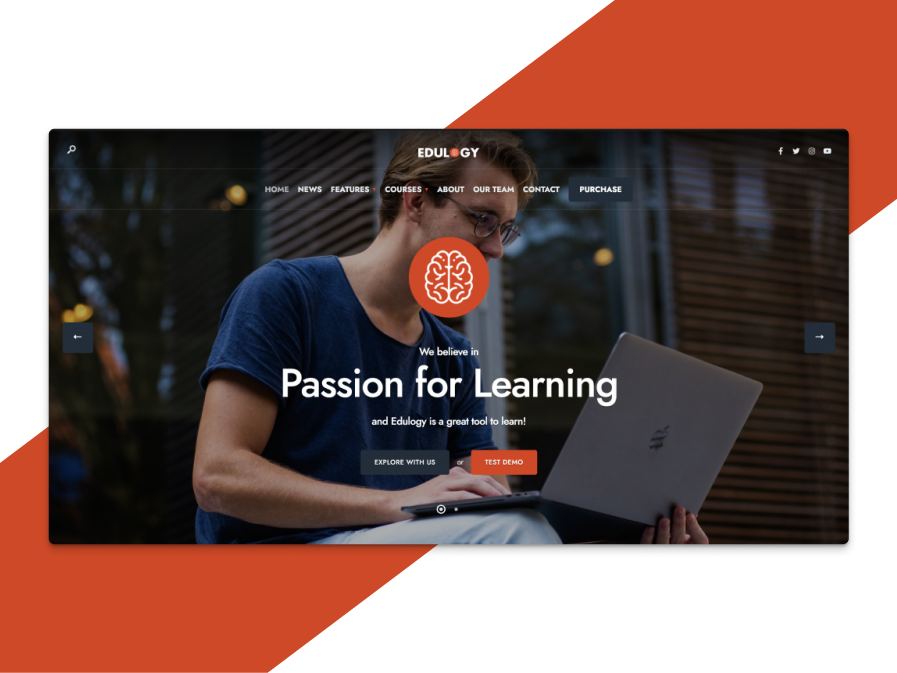 EDULOGY
HOME NEWS FEATURES COURSES ABOUT OUR TEAM CONTACT PURCHASE
We believe in
Passion for Learning
and Edulogy is a great tool to learn!
EXPLORE WITH US or TEST DEMO